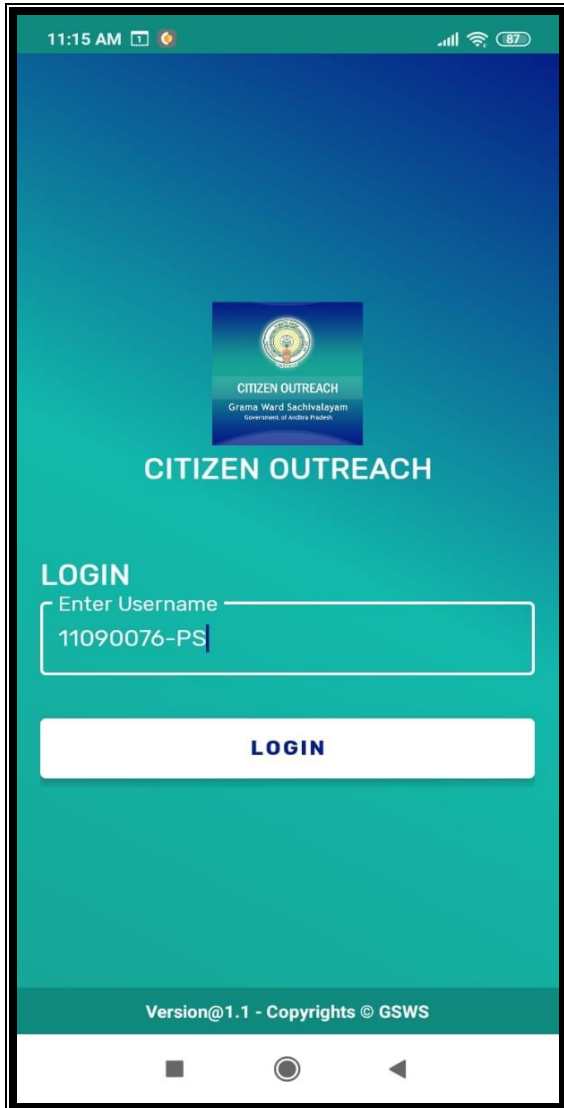 11:15 AM 1 87
CITIZEN OUTREACH
Grama Ward Sachivalayam
Government of Andhra Pradesh
CITIZEN OUTREACH
LOGIN
Enter Username
11090076-PS
LOGIN
Version@1.1 - Copyrights © GSWS